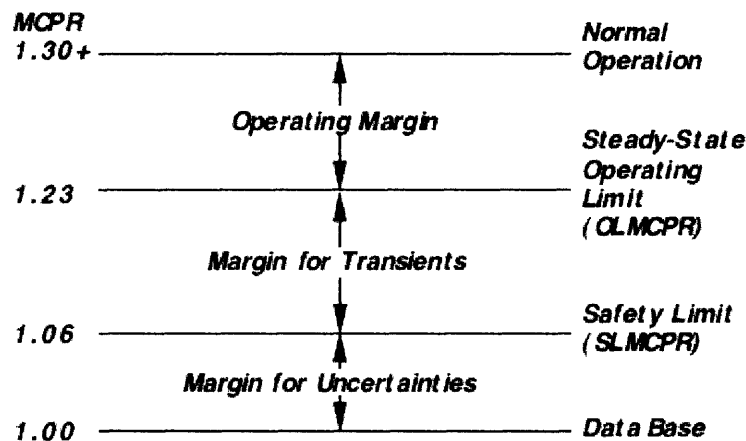 MCPR
1.30+
Normal
Operation
Operating Margin
1.23
Steady-State
Operating
Limit
(OLMCPR)
Margin for Transients
1.06
Safety Limit
(SLMCPR)
Margin for Uncertainties
1.00
Data Base